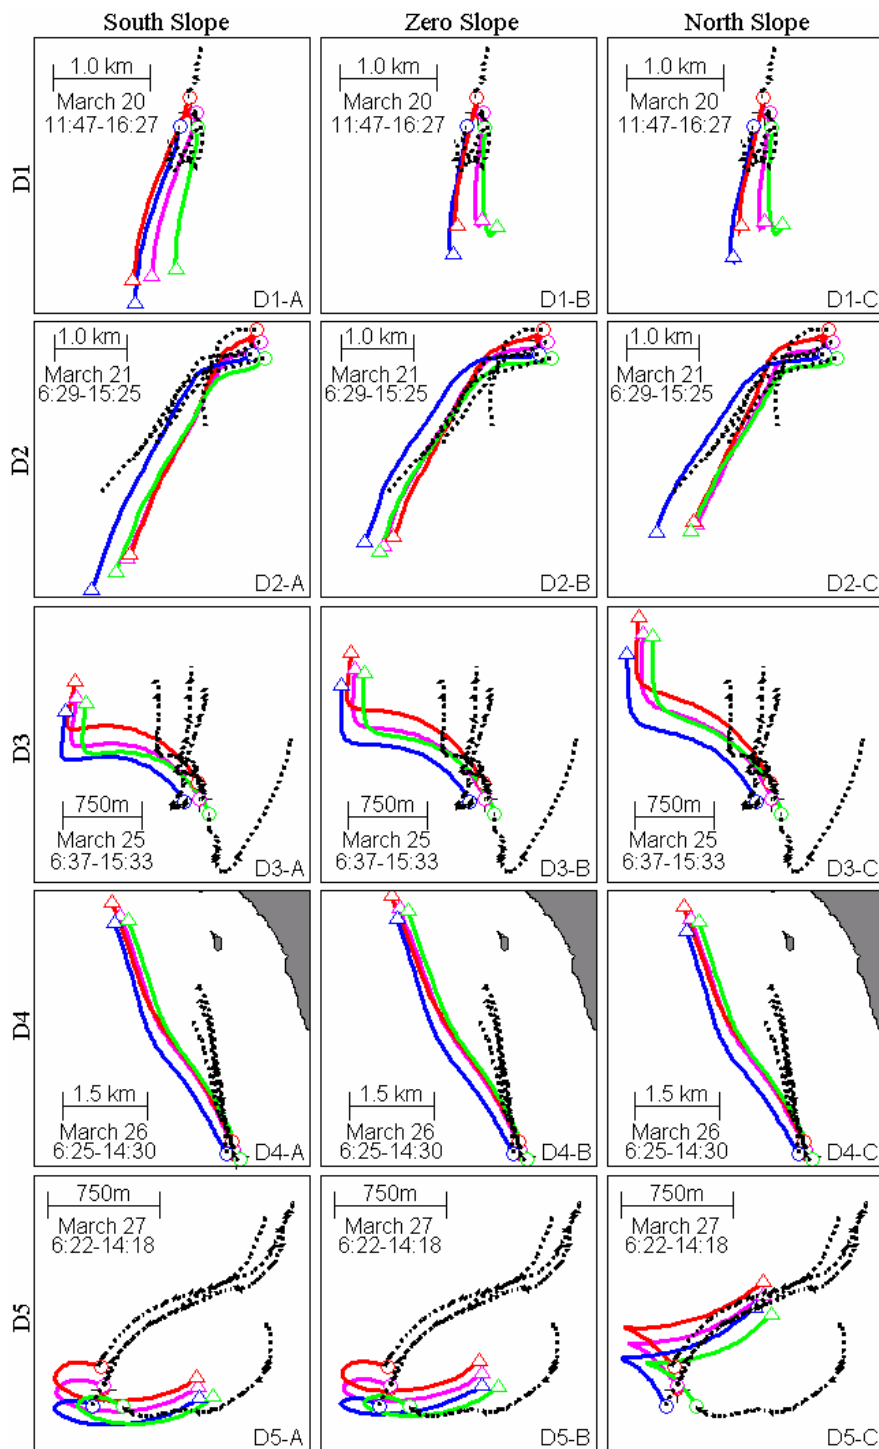 South Slope Zero Slope North Slope
D1
1.0 km 1.0 km 1.0 km
March 20 March 20 March 20
11:47-16:27 11:47-16:27 11:47-16:27
D1-A D1-B D1-C
D2
1.0 km 1.0 km 1.0 km
March 21 March 21 March 21
6:29-15:25 6:29-15:25 6:29-15:25
D2-A D2-B D2-C
D3
750m 750m 750m
March 25 March 25 March 25
6:37-15:33 6:37-15:33 6:37-15:33
D3-A D3-B D3-C
D4
1.5 km 1.5 km 1.5 km
March 26 March 26 March 26
6:25-14:30 6:25-14:30 6:25-14:30
D4-A D4-B D4-C
D5
750m 750m 750m
March 27 March 27 March 27
6:22-14:18 6:22-14:18 6:22-14:18
D5-A D5-B D5-C